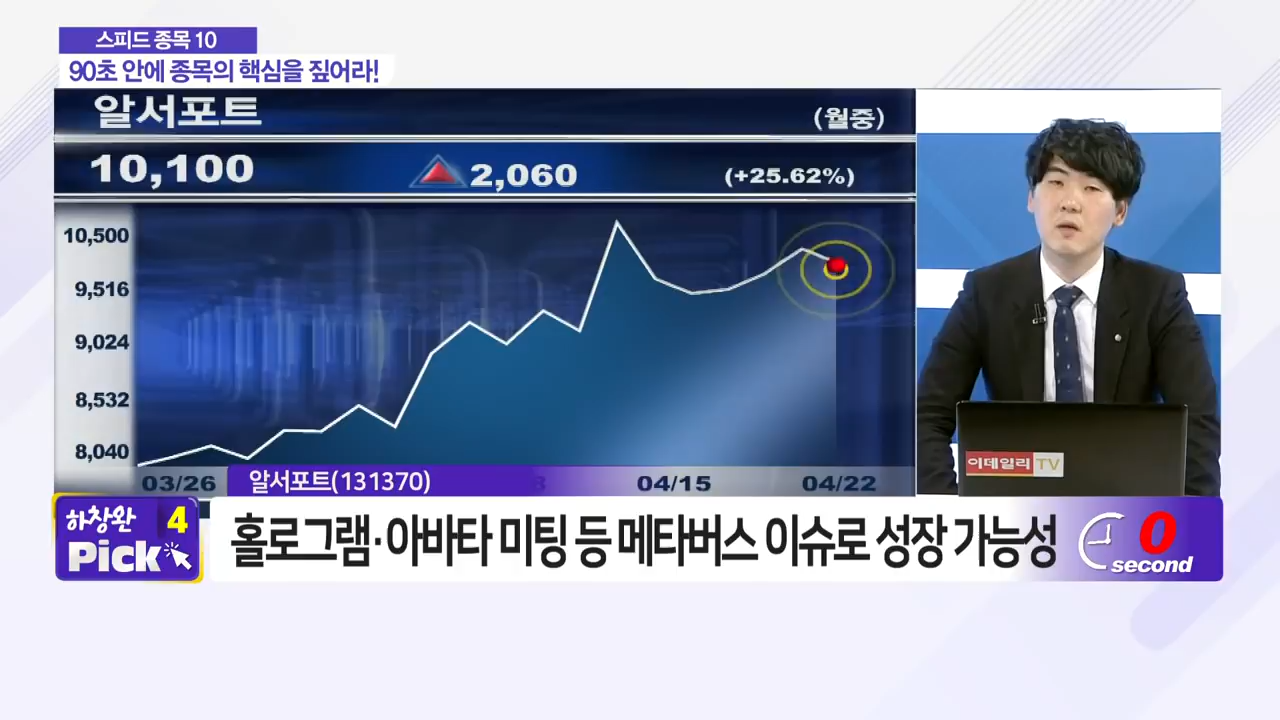 스피드 종목 10
90초 안에 종목의 핵심을 짚어라!
알서포트
(월중)
10,100
2,060
(+25.62%)
10,500
9,516
9,024
8,532
8,040
03/26
04/15
04/22
알서포트(131370)
이데일리TV
하창완 4
Pick
홀로그램·아바타 미팅 등 메타버스 이슈로 성장 가능성
0
second